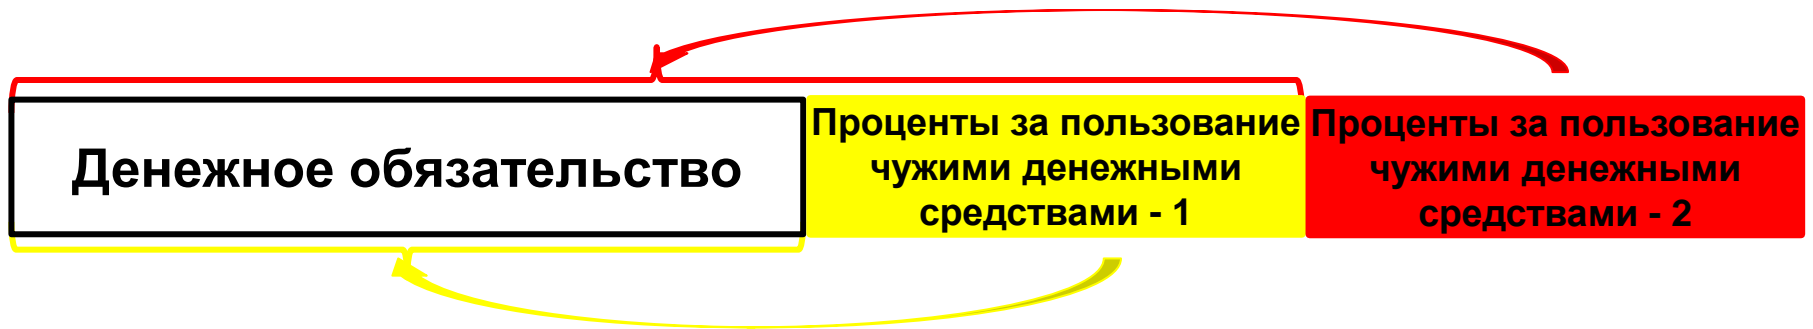 Денежное обязательство
Проценты за пользование
чужими денежными
средствами - 1
Проценты за пользование
чужими денежными
средствами - 2